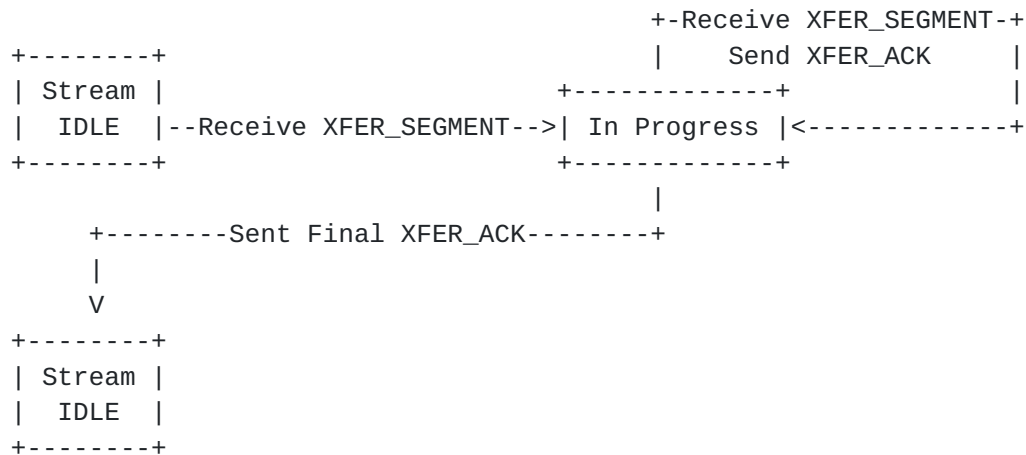 +-Receive XFER_SEGMENT-+
+--------+ | Send XFER_ACK |
| Stream | +-------------+ |
| IDLE |--Receive XFER_SEGMENT-->| In Progress |<-------------+
+--------+ +-------------+
|
+--------Sent Final XFER_ACK--------+
|
V
+--------+
| Stream |
| IDLE |
+--------+